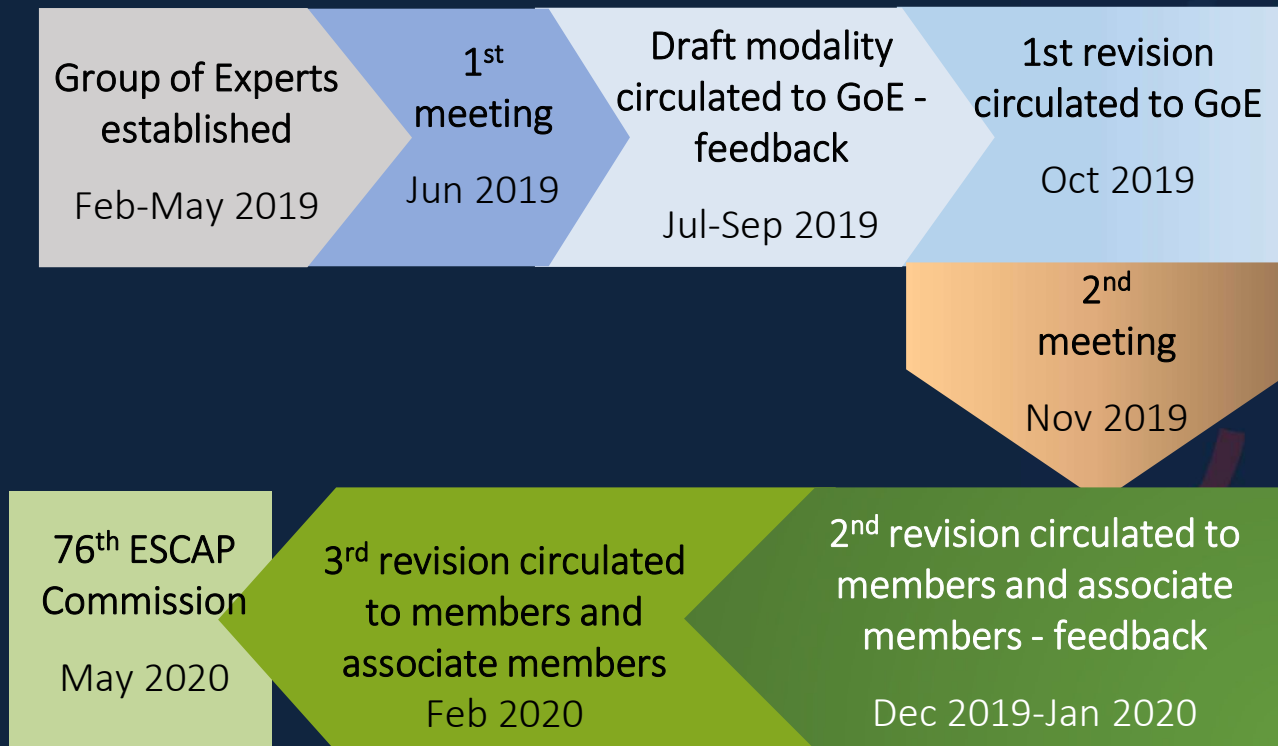 Group of Experts
established
Feb-May 2019
1st
meeting
Jun 2019
Draft modality
circulated to GoE -
feedback
Jul-Sep 2019
1st revision
circulated to GoE
Oct 2019
2nd
meeting
Nov 2019
2nd revision circulated to
members and associate
members - feedback
Dec 2019-Jan 2020
3rd revision circulated
to members and
associate members
Feb 2020
76th ESCAP
Commission
May 2020